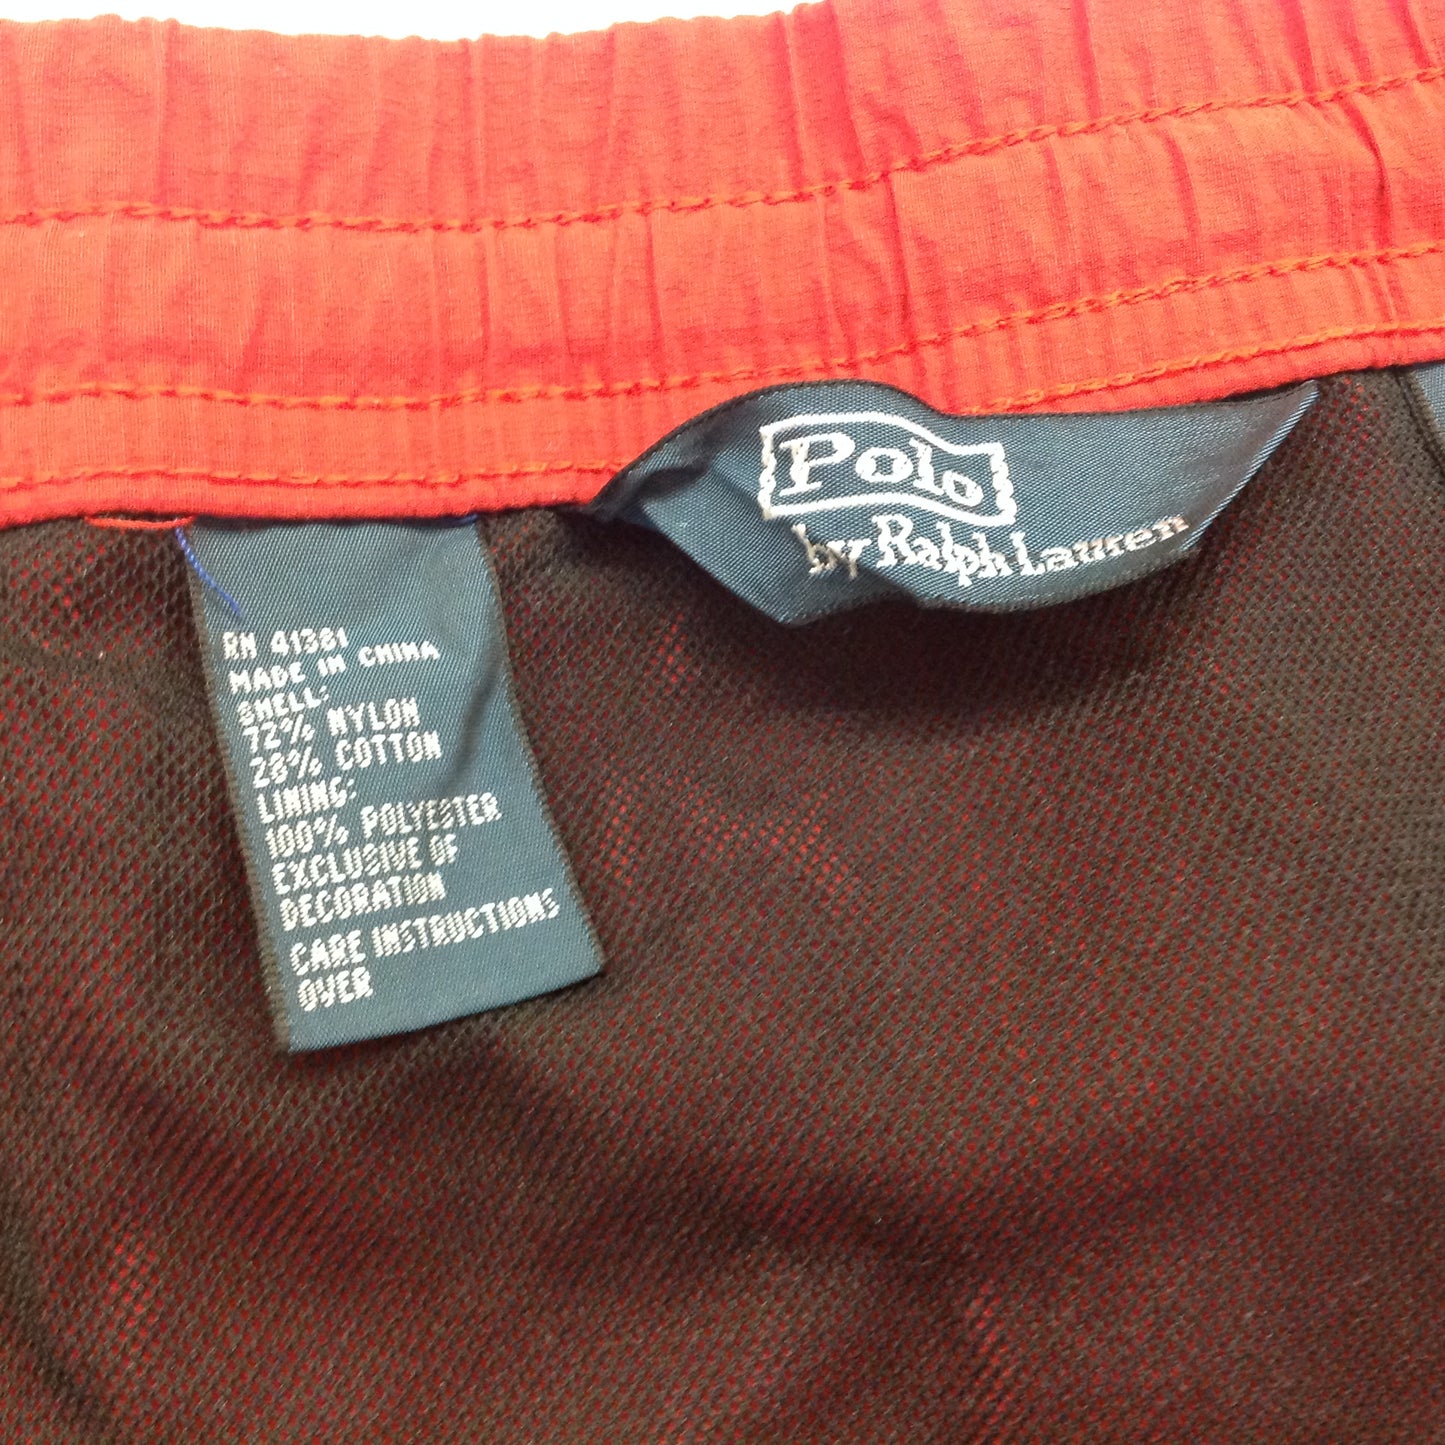 Polo
by Ralph Lauren
RN 41381
MADE IN CHINA
SHELL:
72% NYLON
28% COTTON
LINING:
100% POLYESTER
EXCLUSIVE OF
DECORATION
CARE INSTRUCTIONS
OVER